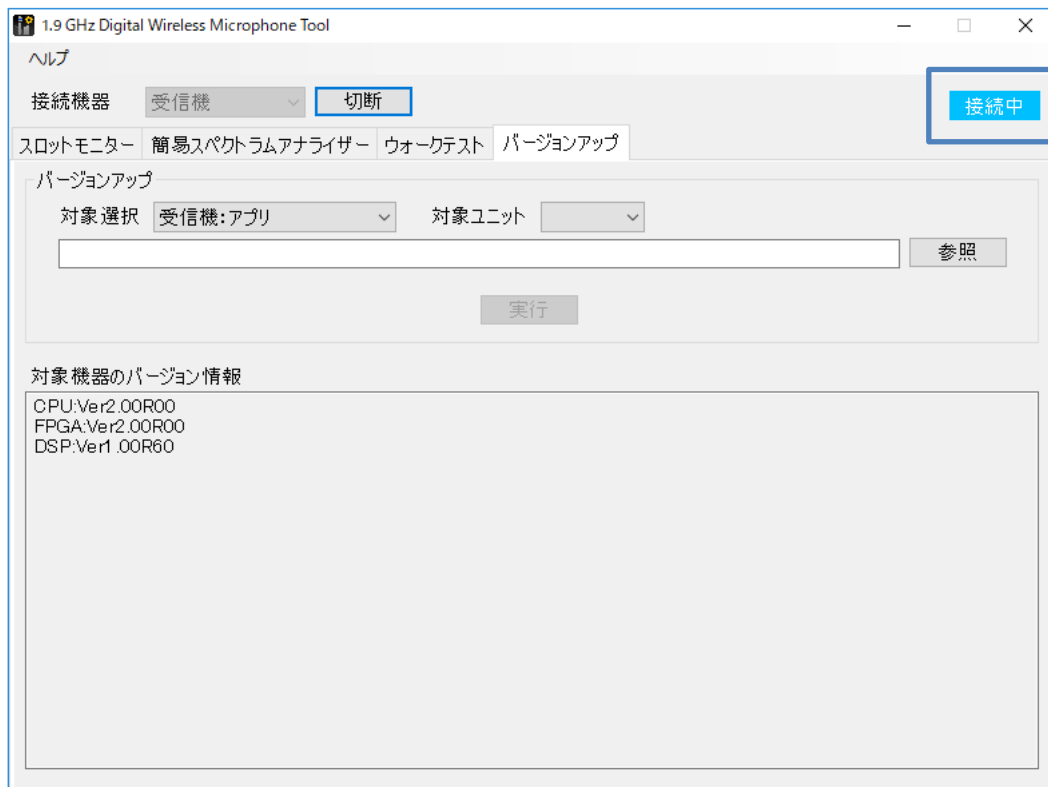 1.9 GHz Digital Wireless Microphone Tool
ヘルプ
接続機器 受信機 切断 接続中
スロットモニター 簡易スペクトラムアナライザー ウォークテスト バージョンアップ
バージョンアップ
対象選択 受信機:アプリ 対象ユニット
参照
実行
対象機器のバージョン情報
CPU:Ver2.00R00
FPGA:Ver2.00R00
DSP:Ver1.00R60